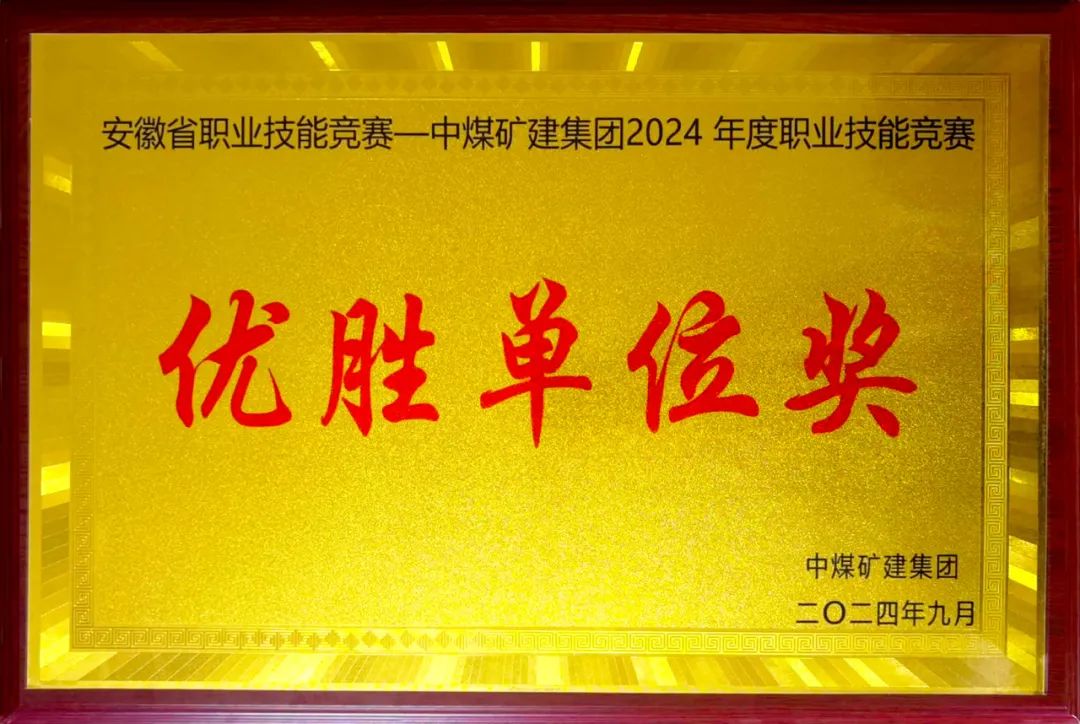 安徽省职业技能竞赛—中煤矿建集团2024 年度职业技能竞赛
优胜单位奖
中煤矿建集团
二〇二四年九月